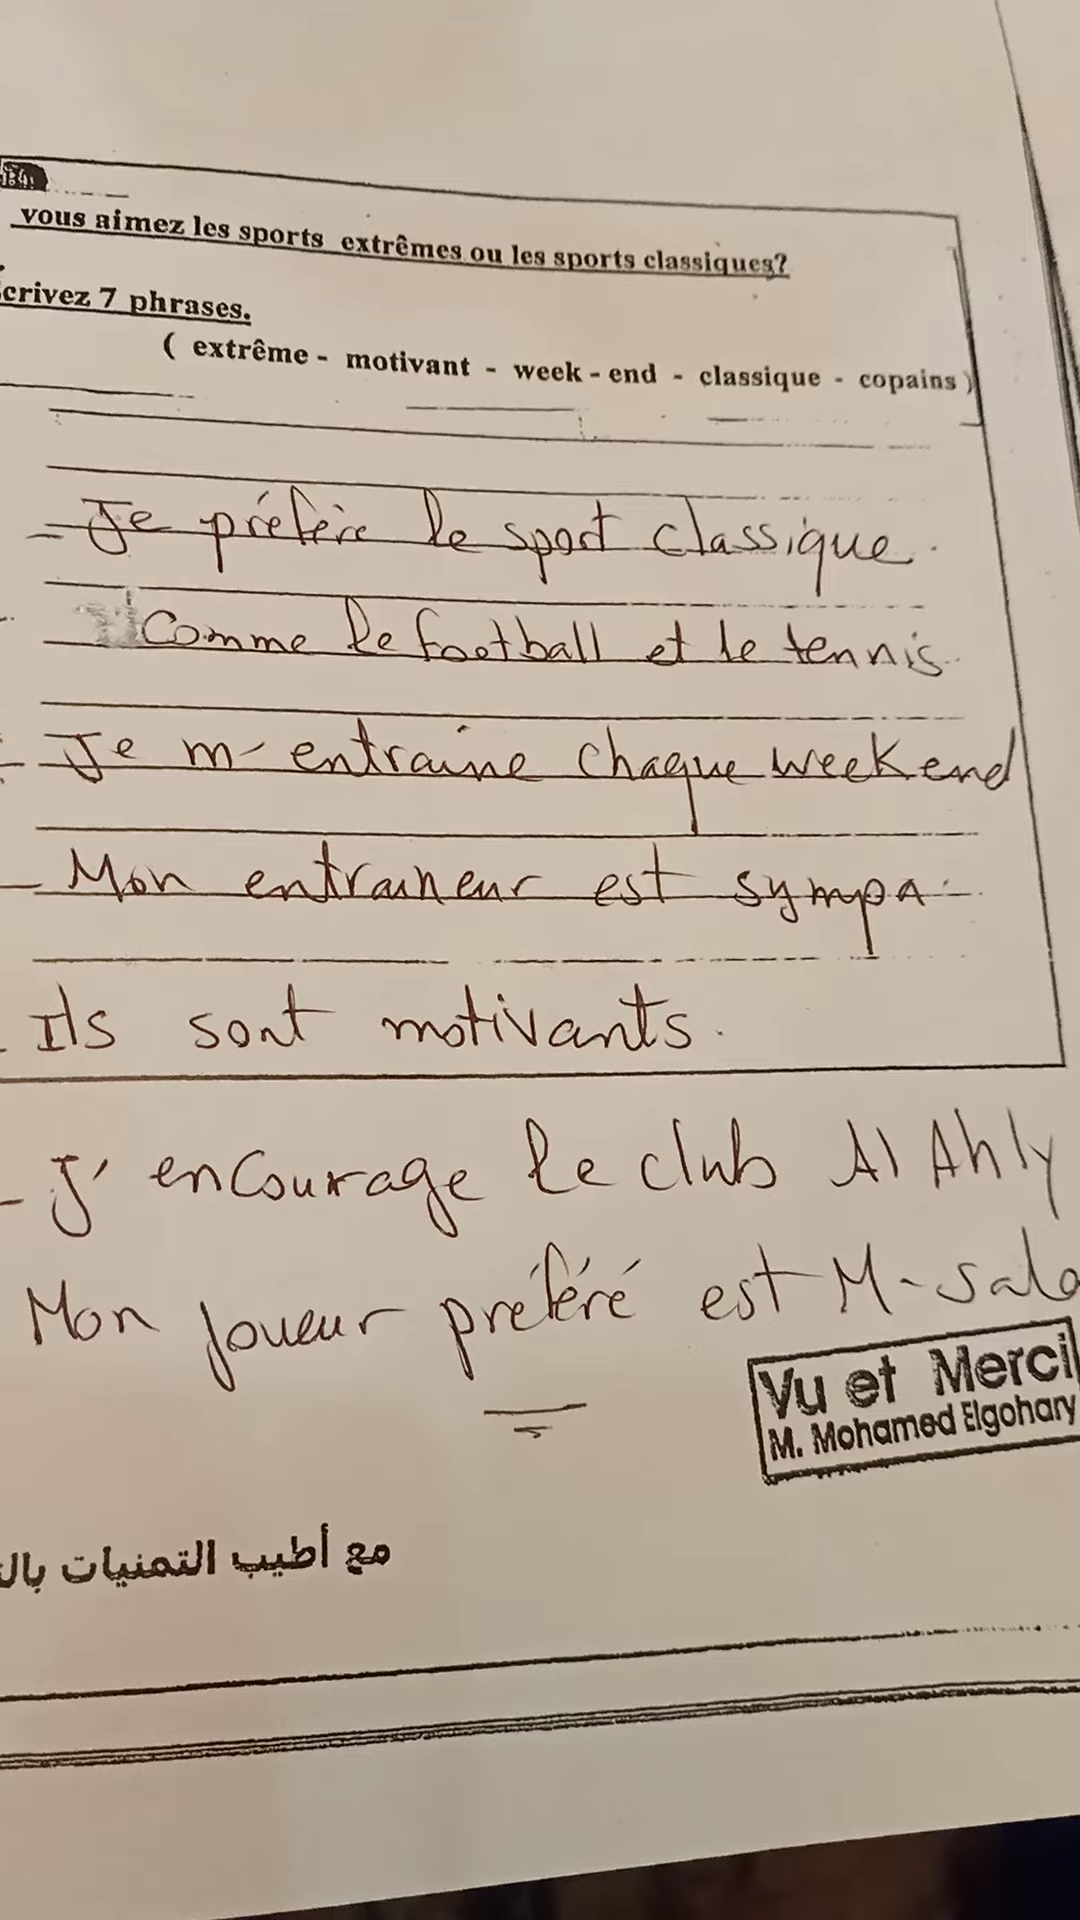 vous aimez les sports extrêmes ou les sports classiques?
crivez 7 phrases.
( extrême - motivant - week - end - classique - copains )
- Je préfère le sport classique.
Comme le football et le tennis.
- Je m'entraine chaque weekend
- Mon entraineur est sympa.
- Ils sont motivants.
- J'encourage le club Al Ahly
Mon joueur préféré est M-sala
Vu et Merci
M. Mohamed Elgohary
مع أطيب التمنيات بال